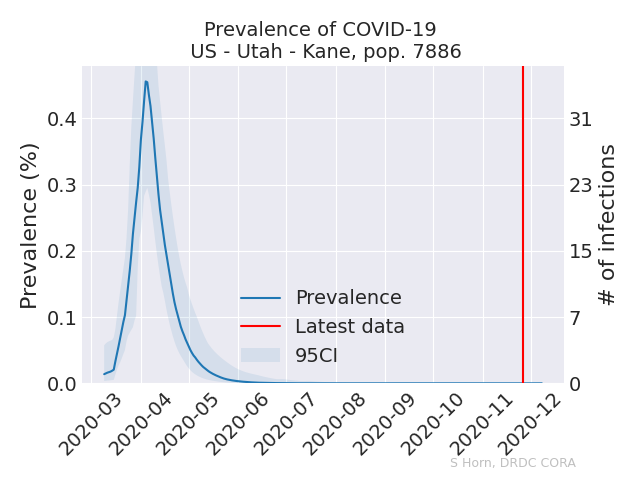 Prevalence of COVID-19
US - Utah - Kane, pop. 7886
Prevalence (%)
0.4
0.3
0.2
0.1
0.0
31
23
15
7
0
# of infections
Prevalence
Latest data
95CI
2020-03
2020-04
2020-05
2020-06
2020-07
2020-08
2020-09
2020-10
2020-11
2020-12
S Horn, DRDC CORA